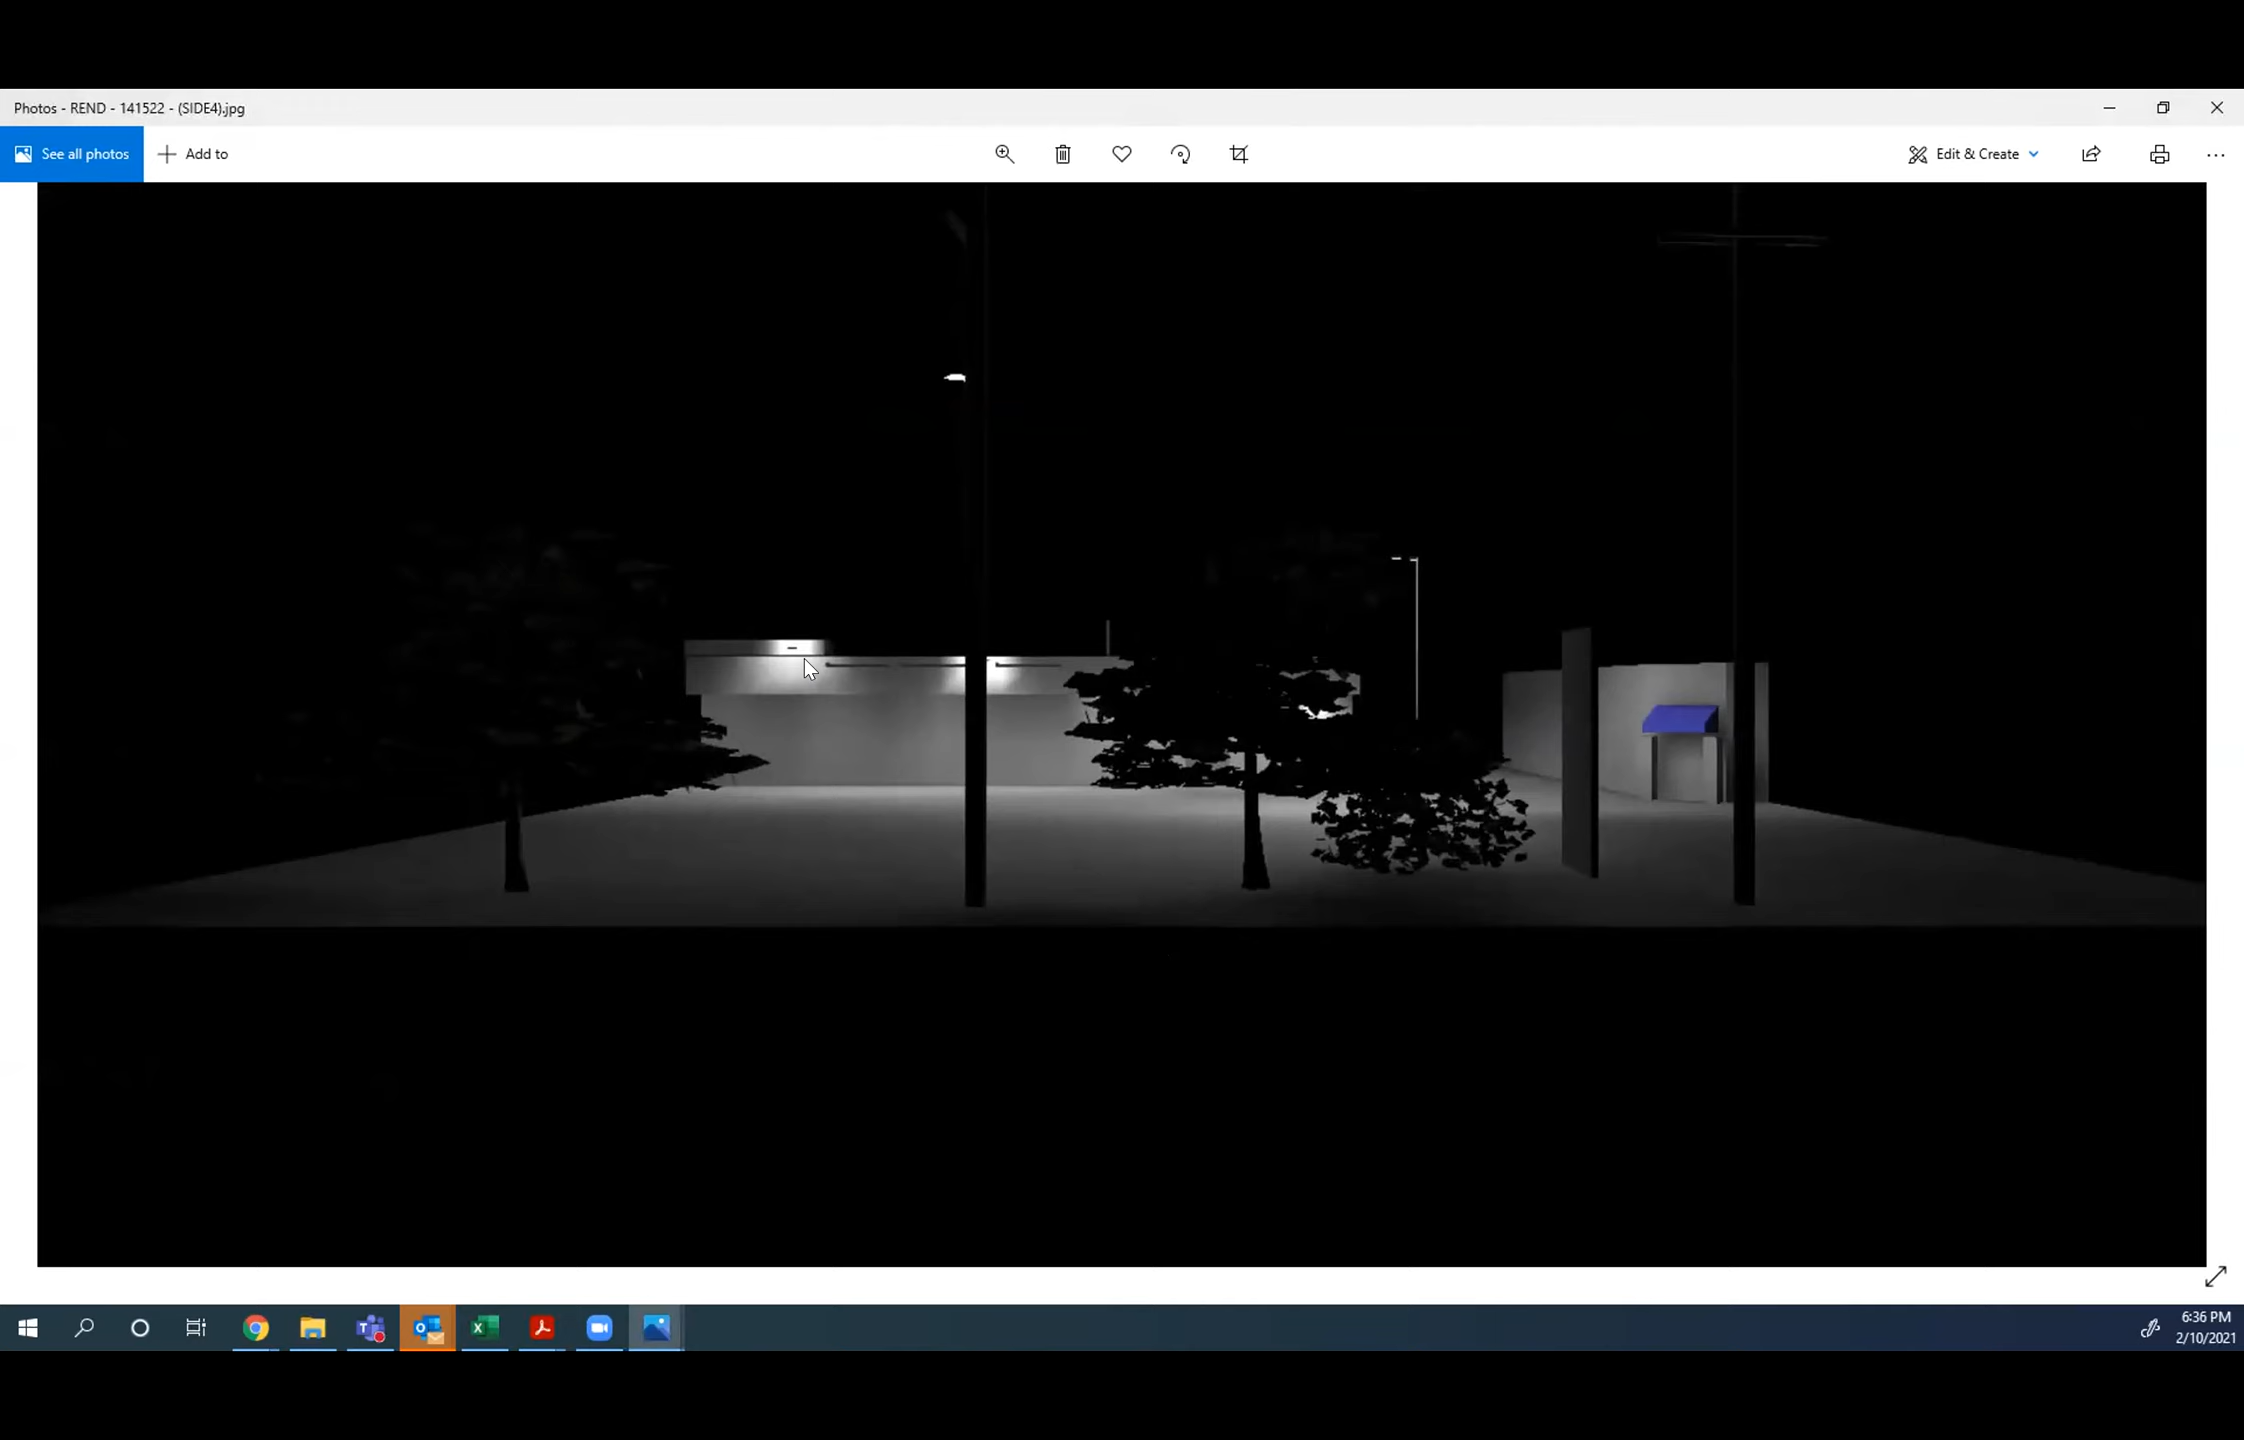 Photos - REND - 141522 - (SIDE4).jpg
See all photos
Add to
Edit & Create
6:36 PM
2/10/2021